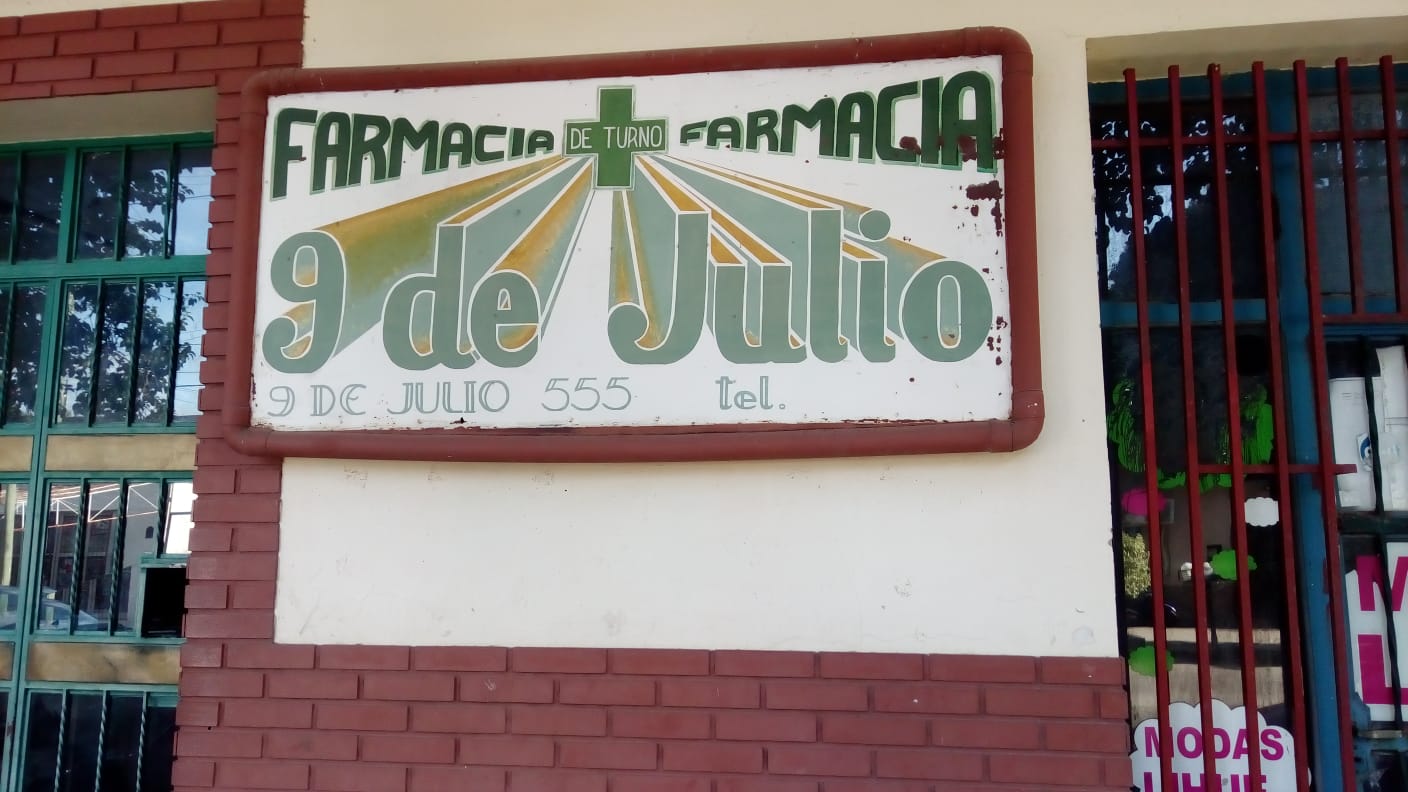 FARMACIA DE TURNO FARMACIA
9 de Julio
9 DE JULIO 555 tel.
MODAS